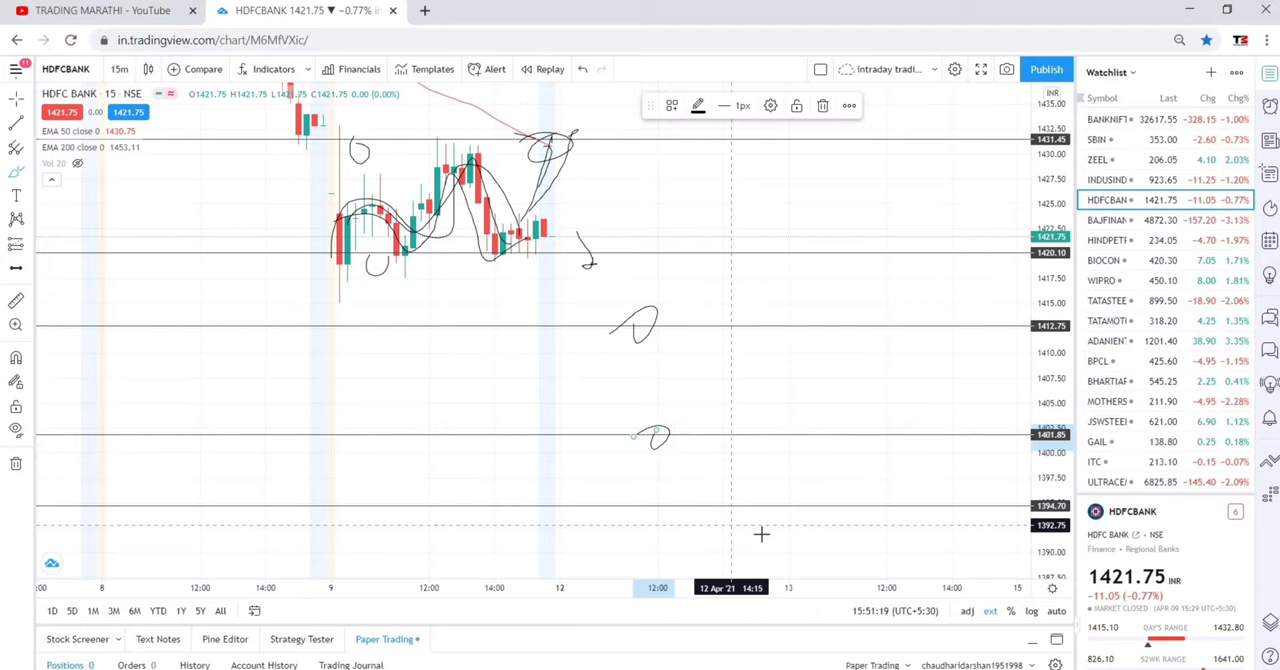 TRADING MARATHI - YouTube
HDFCBANK 1421.75 ▼ −0.77%
in.tradingview.com/chart/M6MfVXic/
11
HDFCBANK 15m Compare Indicators Financials Templates Alert Replay Intraday tradi... Publish
Watchlist
HDFC BANK · 15 · NSE O1421.75 H1421.75 L1421.75 C1421.75 0.00 (0.00%)
1421.75 0.00 1421.75
EMA 50 close 0 1430.75
EMA 200 close 0 1453.11
Vol 20
1px
INR
1435.00
1432.50
1431.45
1430.00
1427.50
1425.00
1422.50
1421.75
1420.10
1417.50
1415.00
1412.75
1410.00
1407.50
1405.00
1402.50
1401.85
1400.00
1397.50
1394.70
1392.75
1390.00
1387.50
Symbol Last Chg Chg%
BANKNIFT 32617.55 -328.15 -1.00%
SBIN 353.00 -2.60 -0.73%
ZEEL 206.05 4.10 2.03%
INDUSIND 923.65 -11.25 -1.20%
HDFCBAN 1421.75 -11.05 -0.77%
BAJFINAN 4872.30 -157.20 -3.13%
HINDPETF 234.05 -4.70 -1.97%
BIOCON 420.30 7.05 1.71%
WIPRO 450.10 8.00 1.81%
TATASTEE 899.50 -18.90 -2.06%
TATAMOTI 318.20 4.25 1.35%
ADANIENT 1201.40 38.90 3.35%
BPCL 425.60 -4.95 -1.15%
BHARTIAR 545.25 2.25 0.41%
MOTHERS 211.90 -4.95 -2.28%
JSWSTEEI 621.00 6.90 1.12%
GAIL 138.80 0.25 0.18%
ITC 213.10 -0.15 -0.07%
ULTRACE 6825.85 -145.40 -2.09%
HDFCBANK 6
HDFC BANK · NSE
Finance · Regional Banks
1421.75 INR
−11.05 (−0.77%)
MARKET CLOSED (APR 09 15:29 UTC+5:30)
1415.10 DAY'S RANGE 1432.80
826.10 52WK RANGE 1641.00
:00 8 12:00 14:00 9 12:00 14:00 12 12:00 12 Apr '21 14:15 13 12:00 14:00 15
1D 5D 1M 3M 6M YTD 1Y 5Y All 15:51:19 (UTC+5:30) adj ext % log auto
Stock Screener Text Notes Pine Editor Strategy Tester Paper Trading
Positions 0 Orders 0 History Account History Trading Journal Paper Trading chaudharidarshan1951998